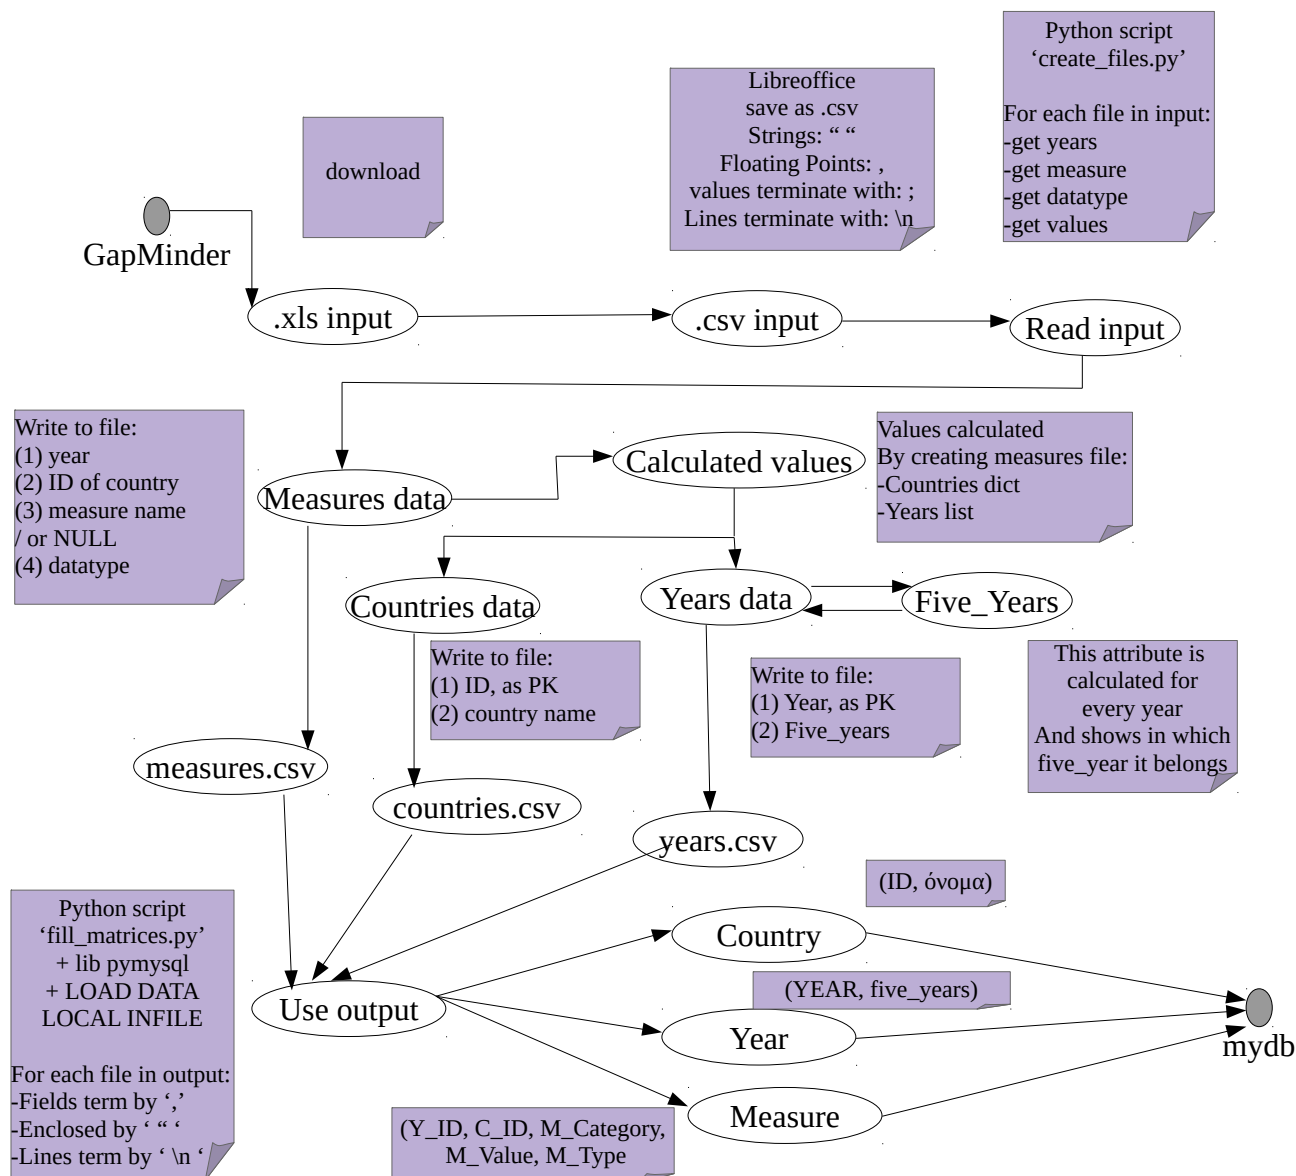 Python script
‘create_files.py’
For each file in input:
-get years
-get measure
-get datatype
-get values
Libreoffice
save as .csv
Strings: “ “
Floating Points: ,
values terminate with: ;
Lines terminate with: \n
download
GapMinder
.xls input
.csv input
Read input
Write to file:
(1) year
(2) ID of country
(3) measure name
/ or NULL
(4) datatype
Measures data
Calculated values
Values calculated
By creating measures file:
-Countries dict
-Years list
Countries data
Years data
Five_Years
Write to file:
(1) ID, as PK
(2) country name
Write to file:
(1) Year, as PK
(2) Five_years
This attribute is
calculated for
every year
And shows in which
five_year it belongs
measures.csv
countries.csv
years.csv
(ID, όνομα)
Python script
‘fill_matrices.py’
+ lib pymysql
+ LOAD DATA
LOCAL INFILE
For each file in output:
-Fields term by ‘,’
-Enclosed by ‘ “ ‘
-Lines term by ‘ \n ‘
Use output
Country
(YEAR, five_years)
Year
mydb
Measure
(Y_ID, C_ID, M_Category,
M_Value, M_Type